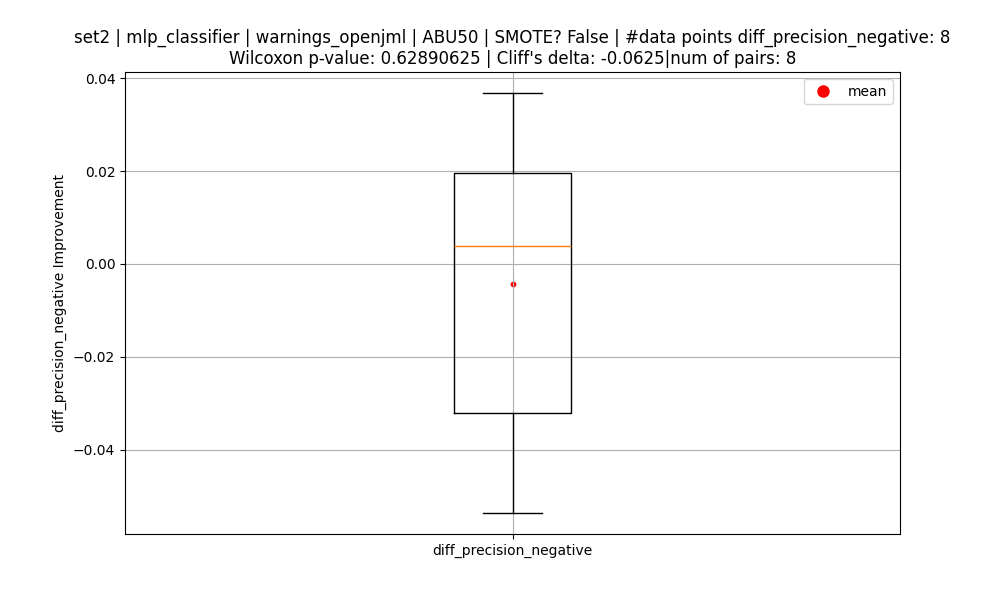 set2 | mlp_classifier | warnings_openjml | ABU50 | SMOTE? False | #data points diff_precision_negative: 8
Wilcoxon p-value: 0.62890625 | Cliff's delta: -0.0625|num of pairs: 8
mean
0.04
0.02
0.00
−0.02
−0.04
diff_precision_negative Improvement
diff_precision_negative